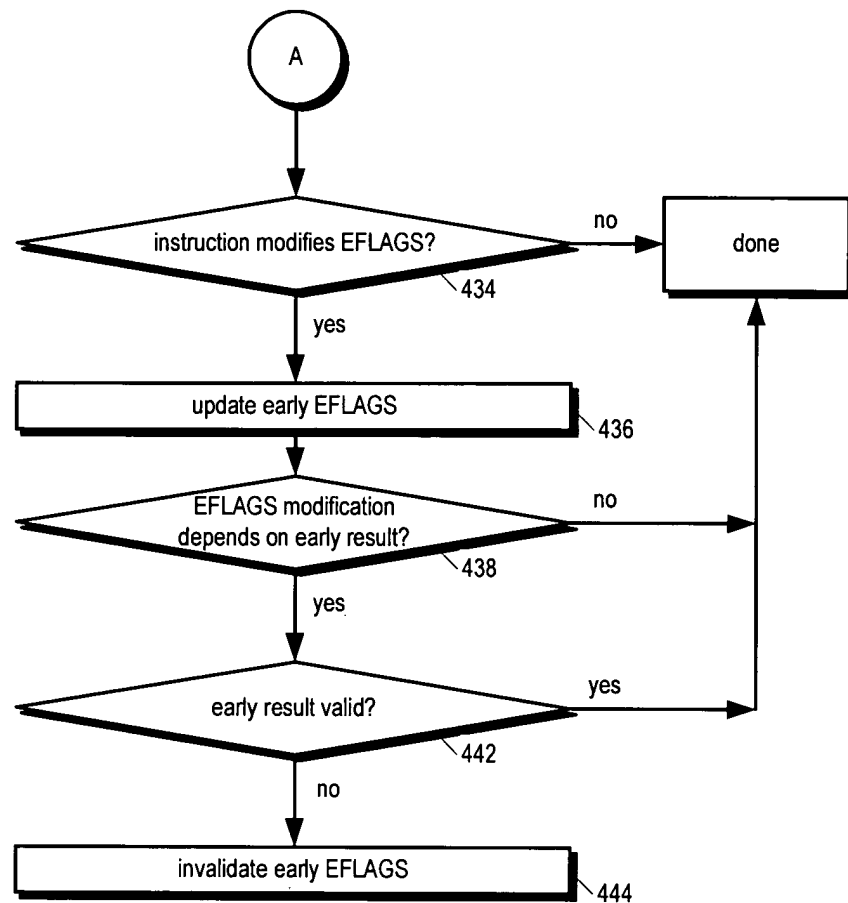 A
instruction modifies EFLAGS?
no
done
434
yes
update early EFLAGS
436
EFLAGS modification
depends on early result?
no
438
yes
early result valid?
yes
442
no
invalidate early EFLAGS
444